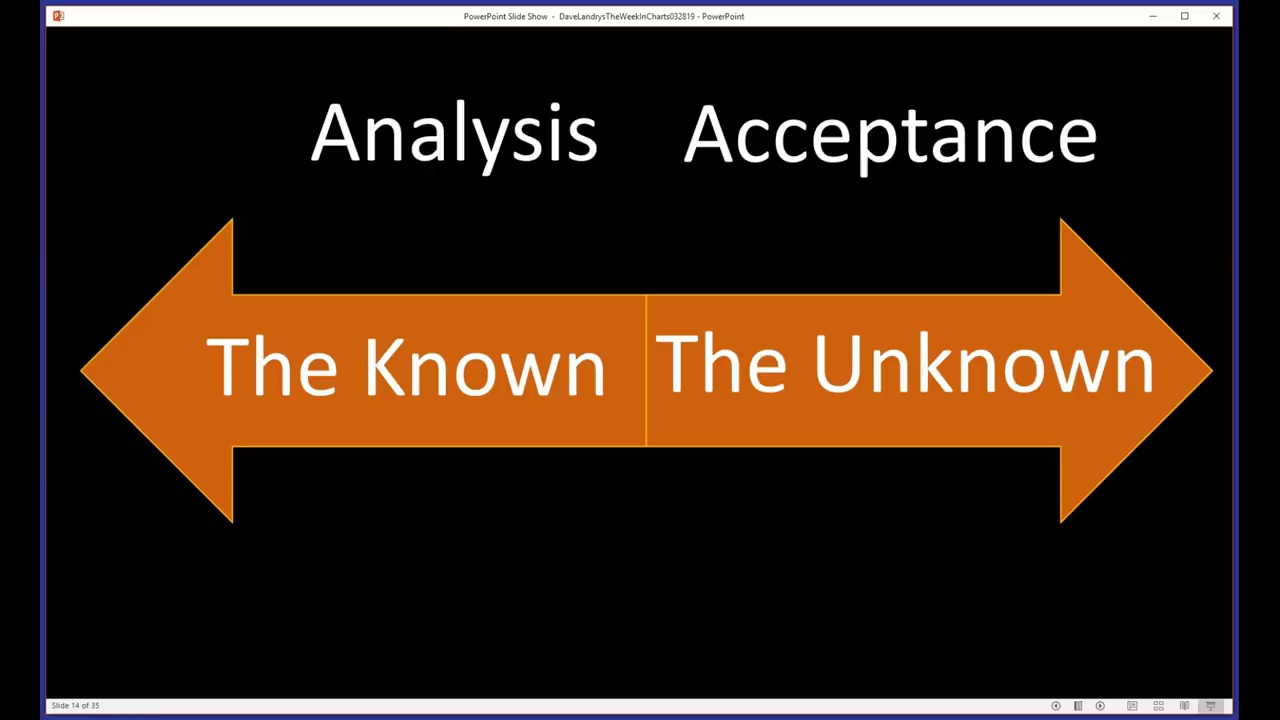 PowerPoint Slide Show - DaveLandrysTheWeekInCharts032819 - PowerPoint
Analysis Acceptance
The Known The Unknown
Slide 14 of 35